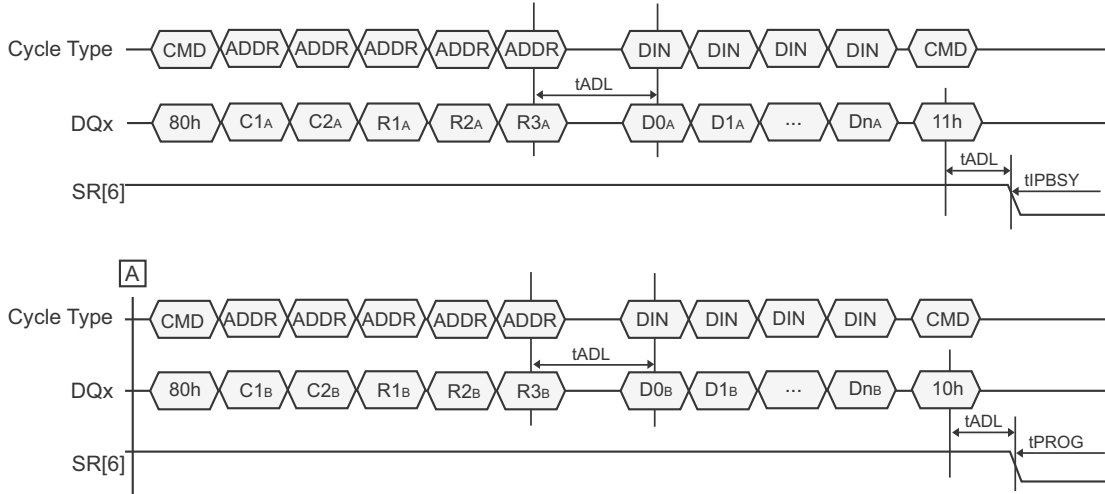 Cycle Type CMD ADDR ADDR ADDR ADDR ADDR DIN DIN DIN DIN CMD
tADL
DQx 80h C1A C2A R1A R2A R3A D0A D1A ... DnA 11h
tADL
SR[6] tIPBSY
A
Cycle Type CMD ADDR ADDR ADDR ADDR ADDR DIN DIN DIN DIN CMD
tADL
DQx 80h C1B C2B R1B R2B R3B D0B D1B ... DnB 10h
tADL
SR[6] tPROG